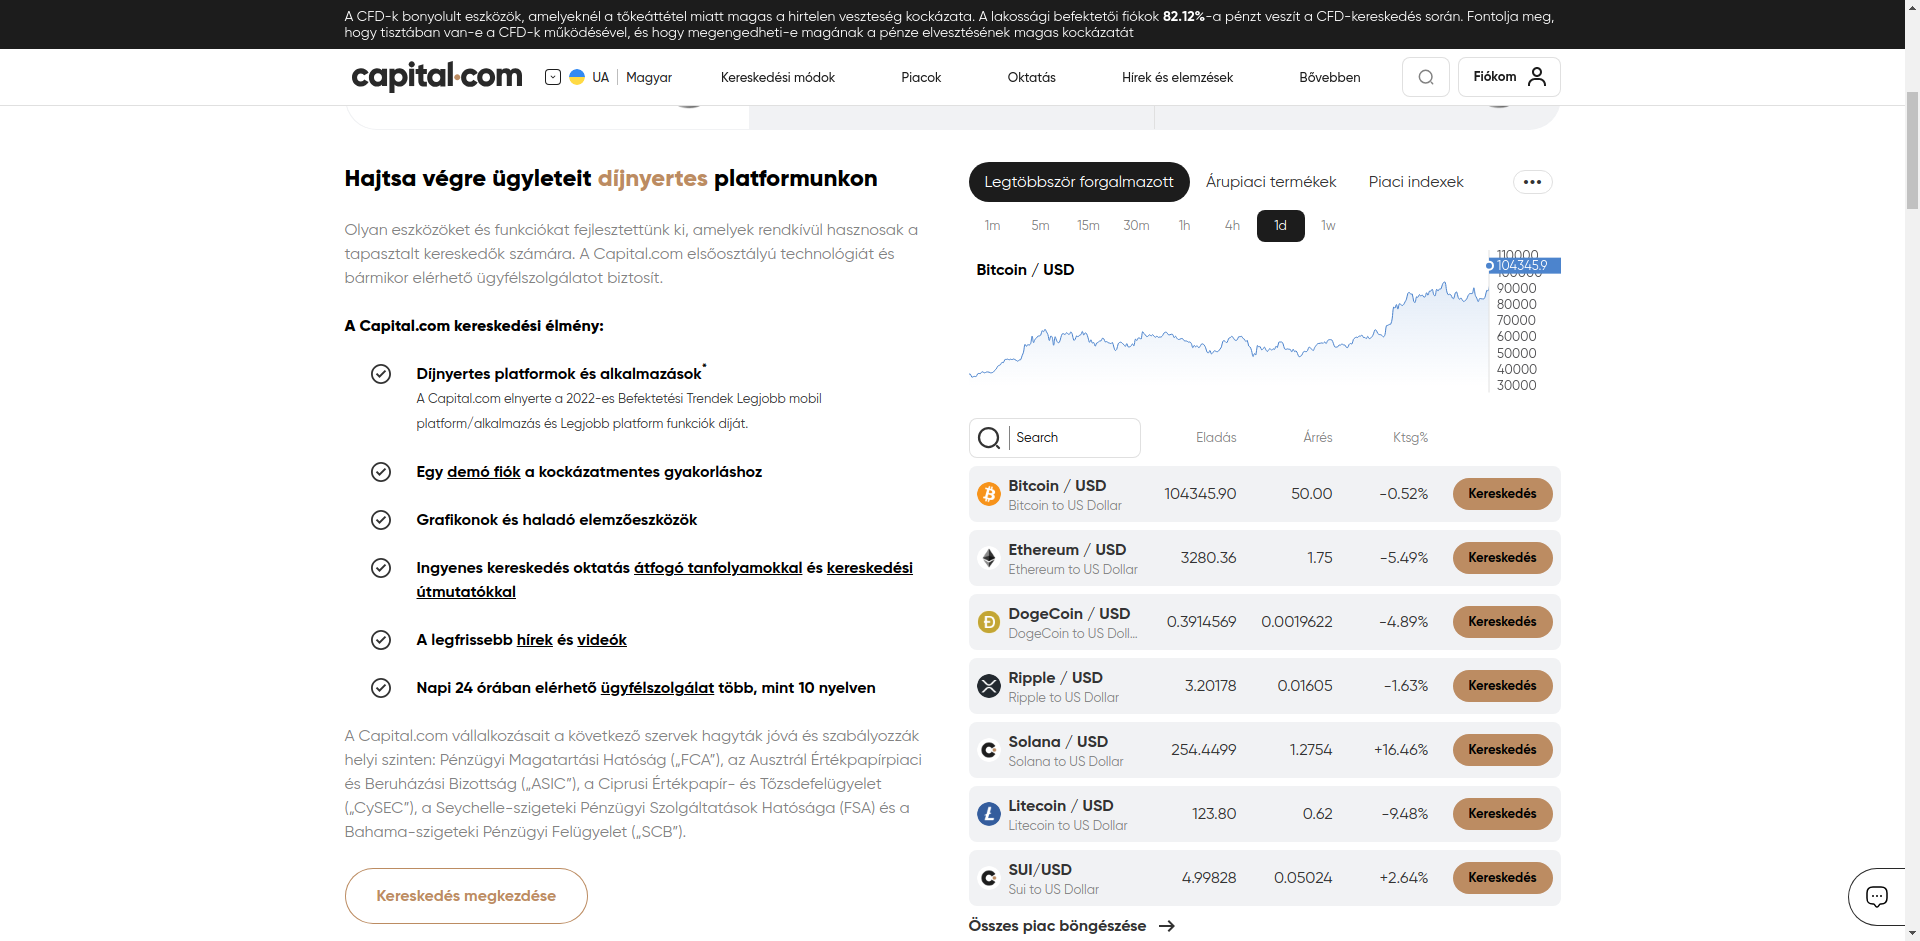 A CFD-k bonyolult eszközök, amelyeknél a tőkeáttétel miatt magas a hirtelen veszteség kockázata. A lakossági befektetői fiókok 82.12%-a pénzt veszít a CFD-kereskedés során. Fontolja meg,
hogy tisztában van-e a CFD-k működésével, és hogy megengedheti-e magának a pénze elvesztésének magas kockázatát
capital.com
UA
Magyar
Kereskedési módok
Piacok
Oktatás
Hírek és elemzések
Bővebben
Fiókom
Hajtsa végre ügyleteit díjnyertes platformunkon
Olyan eszközöket és funkciókat fejlesztettünk ki, amelyek rendkívül hasznosak a
tapasztalt kereskedők számára. A Capital.com elsőosztályú technológiát és
bármikor elérhető ügyfélszolgálatot biztosít.
A Capital.com kereskedési élmény:
Díjnyertes platformok és alkalmazások*
A Capital.com elnyerte a 2022-es Befektetési Trendek Legjobb mobil
platform/alkalmazás és Legjobb platform funkciók díját.
Egy demó fiók a kockázatmentes gyakorláshoz
Grafikonok és haladó elemzőeszközök
Ingyenes kereskedés oktatás átfogó tanfolyamokkal és kereskedési
útmutatókkal
A legfrissebb hírek és videók
Napi 24 órában elérhető ügyfélszolgálat több, mint 10 nyelven
A Capital.com vállalkozásait a következő szervek hagyták jóvá és szabályozzák
helyi szinten: Pénzügyi Magatartási Hatóság („FCA”), az Ausztrál Értékpapírpiaci
és Beruházási Bizottság („ASIC”), a Ciprusi Értékpapír- és Tőzsdefelügyelet
(„CySEC”), a Seychelle-szigeteki Pénzügyi Szolgáltatások Hatósága (FSA) és a
Bahama-szigeteki Pénzügyi Felügyelet („SCB”).
Kereskedés megkezdése
Legtöbbször forgalmazott
Árupiaci termékek
Piaci indexek
1m
5m
15m
30m
1h
4h
1d
1w
Bitcoin / USD
110000
104345.9
100000
90000
80000
70000
60000
50000
40000
30000
Search
Eladás
Árrés
Ktsg%
Bitcoin / USD
Bitcoin to US Dollar
104345.90
50.00
-0.52%
Kereskedés
Ethereum / USD
Ethereum to US Dollar
3280.36
1.75
-5.49%
Kereskedés
DogeCoin / USD
DogeCoin to US Doll...
0.3914569
0.0019622
-4.89%
Kereskedés
Ripple / USD
Ripple to US Dollar
3.20178
0.01605
-1.63%
Kereskedés
Solana / USD
Solana to US Dollar
254.4499
1.2754
+16.46%
Kereskedés
Litecoin / USD
Litecoin to US Dollar
123.80
0.62
-9.48%
Kereskedés
SUI/USD
Sui to US Dollar
4.99828
0.05024
+2.64%
Kereskedés
Összes piac böngészése